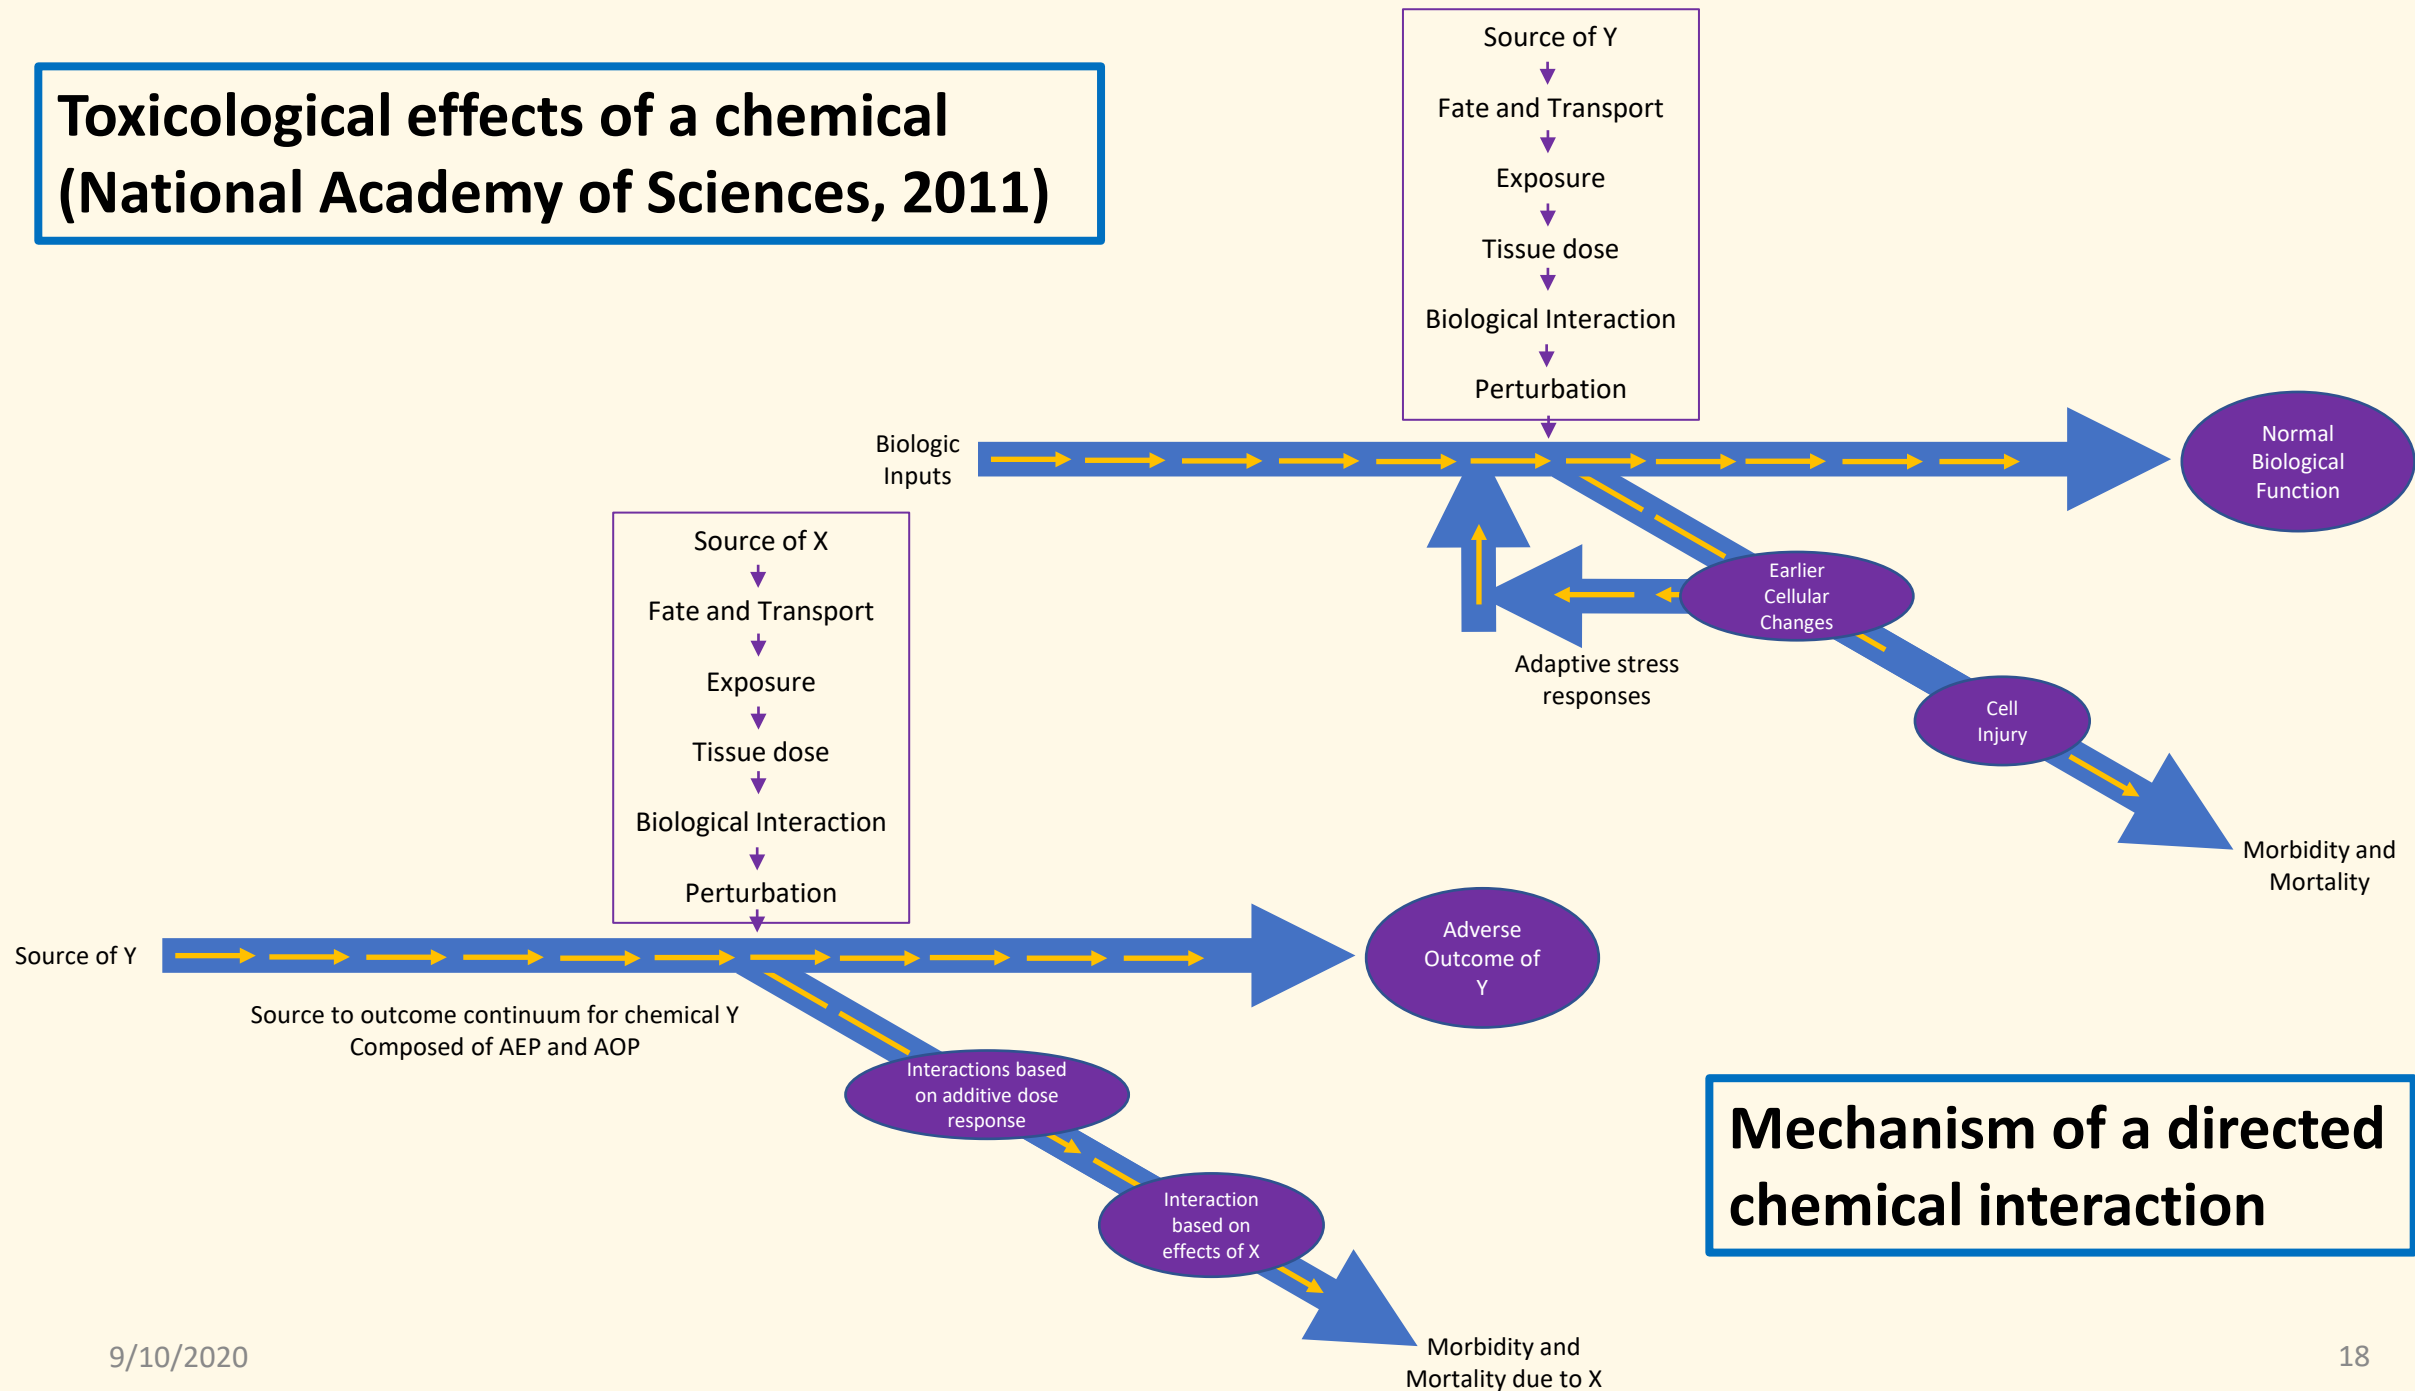 Toxicological effects of a chemical
(National Academy of Sciences, 2011)
Source of Y
Fate and Transport
Exposure
Tissue dose
Biological Interaction
Perturbation
Biologic
Inputs
Normal
Biological
Function
Earlier
Cellular
Changes
Adaptive stress
responses
Cell
Injury
Morbidity and
Mortality
Source of X
Fate and Transport
Exposure
Tissue dose
Biological Interaction
Perturbation
Source of Y
Adverse
Outcome of
Y
Source to outcome continuum for chemical Y
Composed of AEP and AOP
Interactions based
on additive dose
response
Interaction
based on
effects of X
Morbidity and
Mortality due to X
Mechanism of a directed
chemical interaction
9/10/2020
18